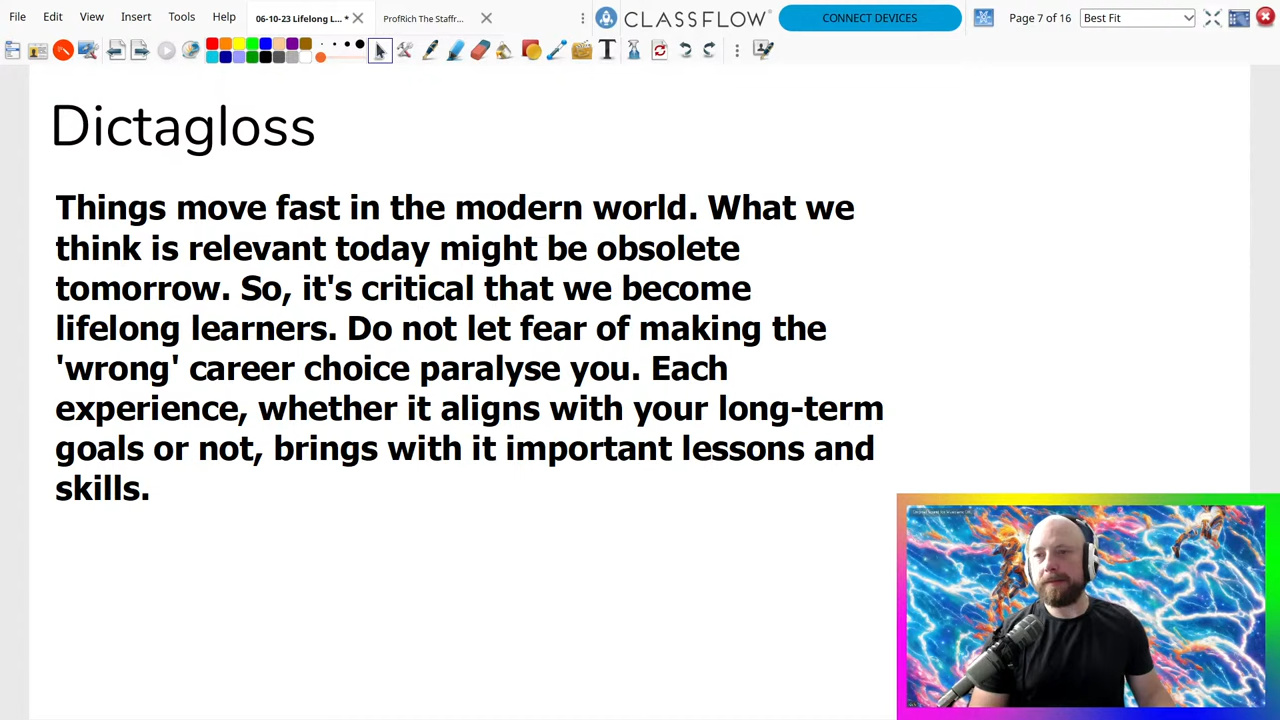 File Edit View Insert Tools Help
06-10-23 Lifelong L... *
ProfRich The Staffr...
CLASSFLOW
CONNECT DEVICES
Page 7 of 16
Best Fit
Dictagloss
Things move fast in the modern world. What we
think is relevant today might be obsolete
tomorrow. So, it's critical that we become
lifelong learners. Do not let fear of making the
'wrong' career choice paralyse you. Each
experience, whether it aligns with your long-term
goals or not, brings with it important lessons and
skills.